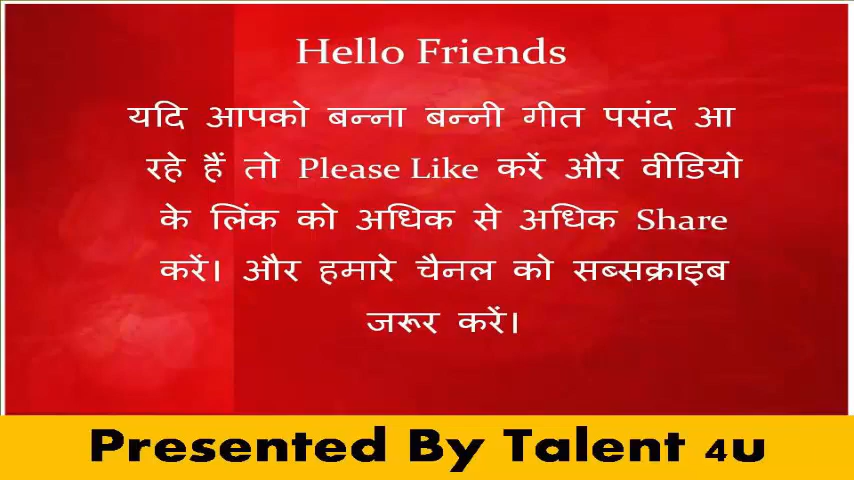 Hello Friends
यदि आपको बन्ना बन्नी गीत पसंद आ
रहे हैं तो Please Like करें और वीडियो
के लिंक को अधिक से अधिक Share
करें। और हमारे चैनल को सब्सक्राइब
जरूर करें।
Presented By Talent 4u